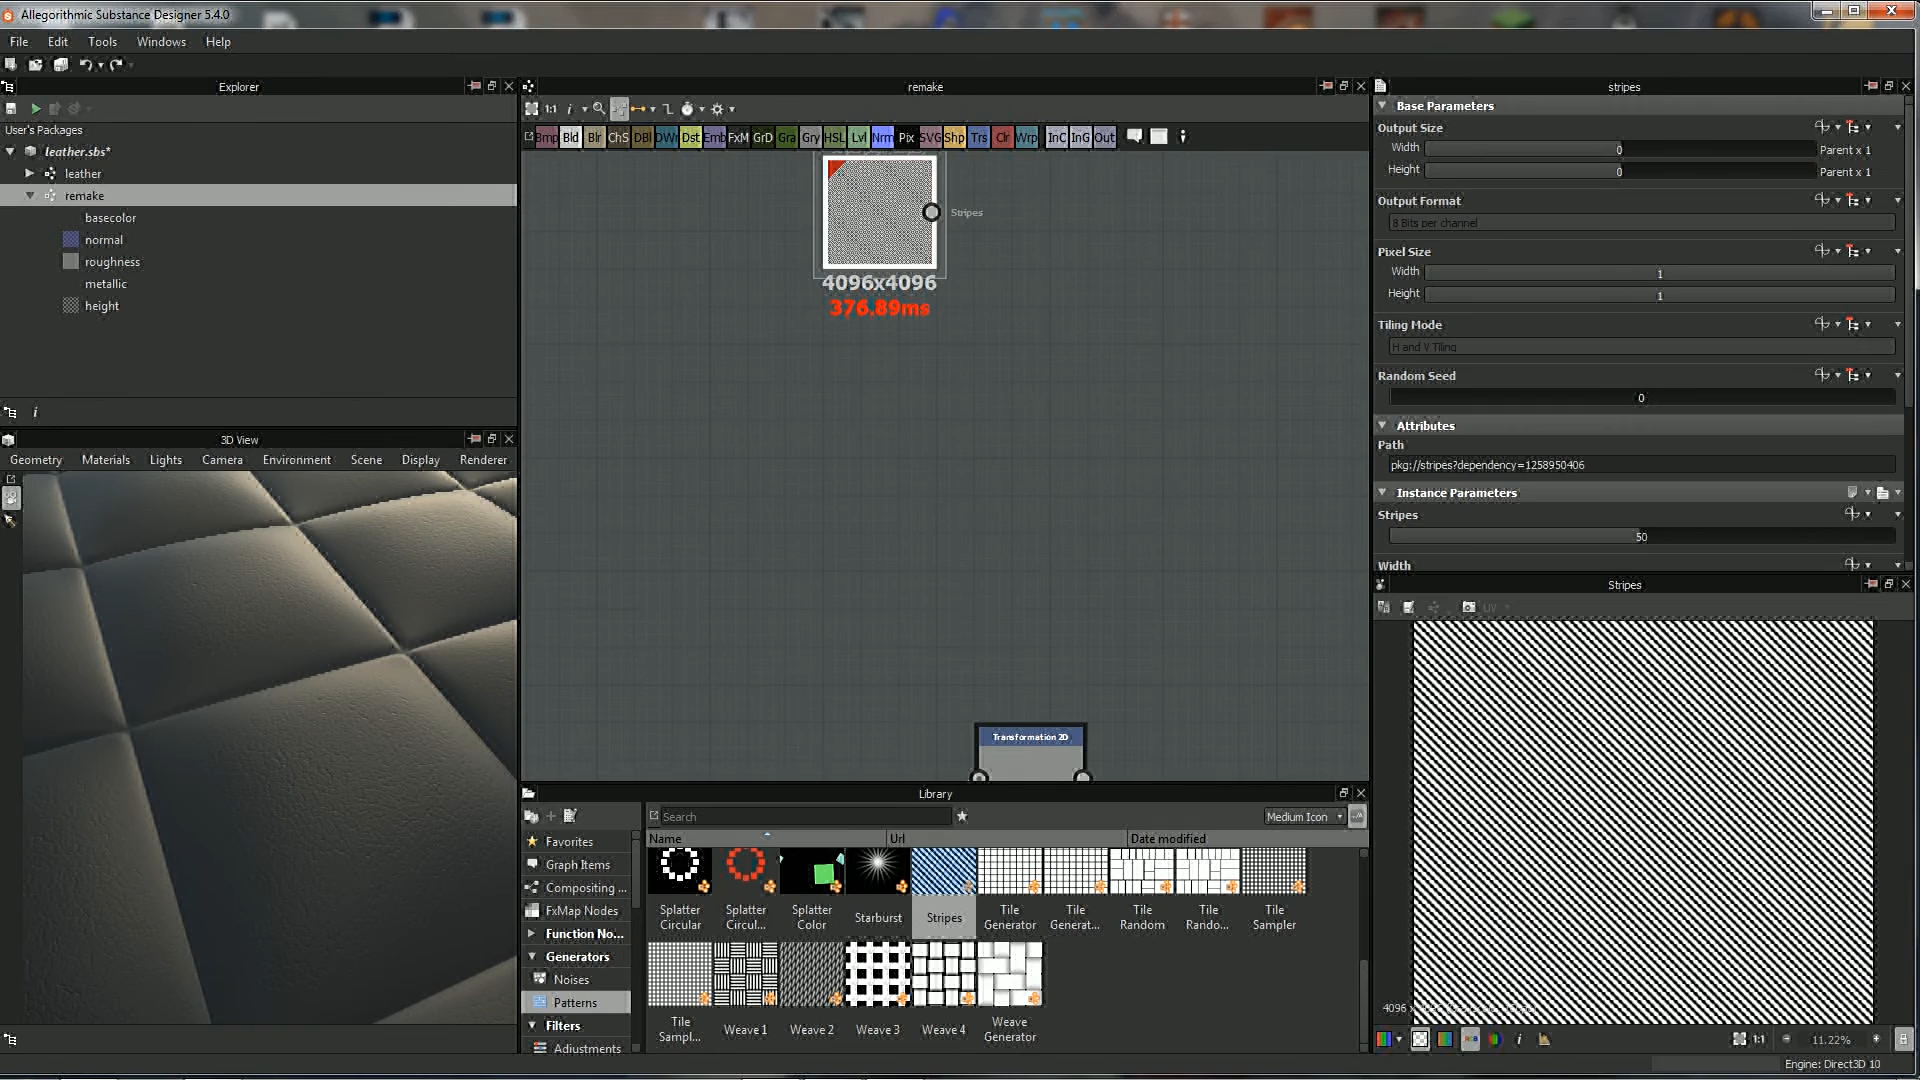 Allegorithmic Substance Designer 5.4.0
File Edit Tools Windows Help
Explorer
User's Packages
leather.sbs*
leather
remake
basecolor
normal
roughness
metallic
height
3D View
Geometry Materials Lights Camera Environment Scene Display Renderer
remake
1:1
Bmp Bld Blr ChS DBl DWr Dst Emb FxM GrD Gra Gry HSL Lvl Nrm Pix SVG Shp Trs Clr Wrp InC InG Out
Stripes
4096x4096
376.89ms
Transformation 2D
Library
Search
Medium Icon
Name Url Date modified
Favorites
Graph Items
Compositing ...
FxMap Nodes
Function No...
Generators
Noises
Patterns
Filters
Adjustments
Splatter Circular
Splatter Circul...
Splatter Color
Starburst
Stripes
Tile Generator
Tile Generat...
Tile Random
Tile Rando...
Tile Sampler
Tile Sampl...
Weave 1
Weave 2
Weave 3
Weave 4
Weave Generator
stripes
Base Parameters
Output Size
Width 0 Parent x 1
Height 0 Parent x 1
Output Format
8 Bits per channel
Pixel Size
Width 1
Height 1
Tiling Mode
H and V Tiling
Random Seed
0
Attributes
Path
pkg://stripes?dependency=1258950406
Instance Parameters
Stripes
50
Width
Stripes
UV
4096 x
1:1
11.22%
Engine: Direct3D 10